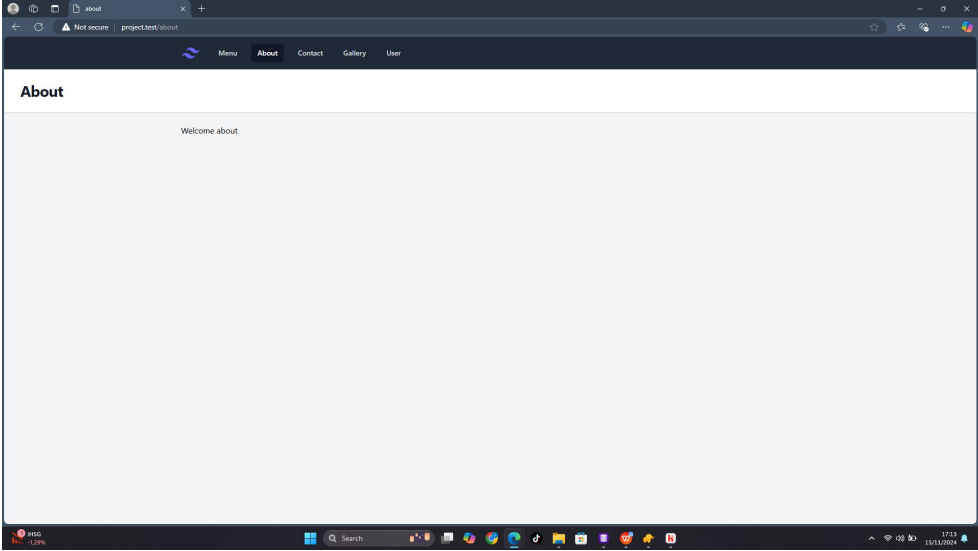 about
Not secure
project.test/about
Menu About Contact Gallery User
About
Welcome about
1
IHSG
-1,29%
Search
17:13
15/11/2024